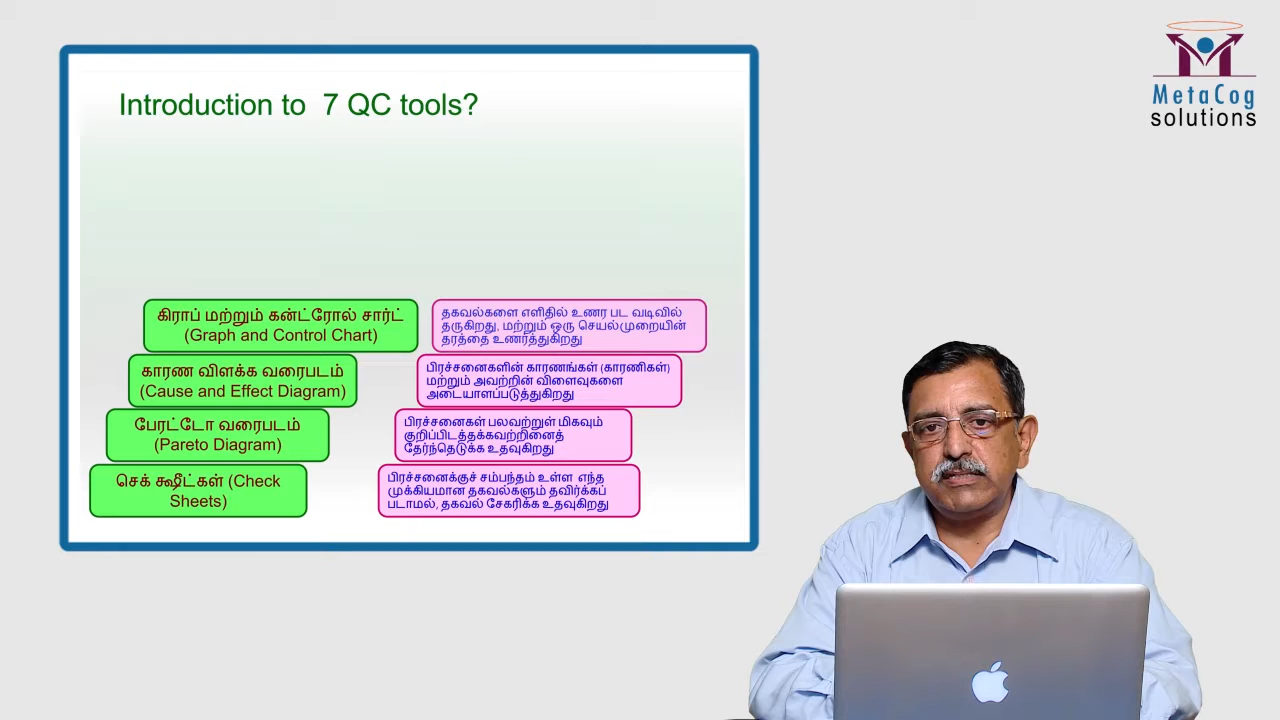 Introduction to 7 QC tools?
கிராப் மற்றும் கன்ட்ரோல் சார்ட்
(Graph and Control Chart)
தகவல்களை எளிதில் உணர பட வடிவில்
தருகிறது, மற்றும் ஒரு செயல்முறையின்
தரத்தை உணர்த்துகிறது
காரண விளக்க வரைபடம்
(Cause and Effect Diagram)
பிரச்சனைகளின் காரணங்கள் (காரணிகள்)
மற்றும் அவற்றின் விளைவுகளை
அடையாளப்படுத்துகிறது
பேரட்டோ வரைபடம்
(Pareto Diagram)
பிரச்சனைகள் பலவற்றுள் மிகவும்
குறிப்பிடத்தக்கவற்றினைத்
தேர்ந்தெடுக்க உதவுகிறது
செக் ஷீட்கள் (Check
Sheets)
பிரச்சனைக்குச் சம்பந்தம் உள்ள எந்த
முக்கியமான தகவல்களும் தவிர்க்கப்
படாமல், தகவல் சேகரிக்க உதவுகிறது
MetaCog
solutions